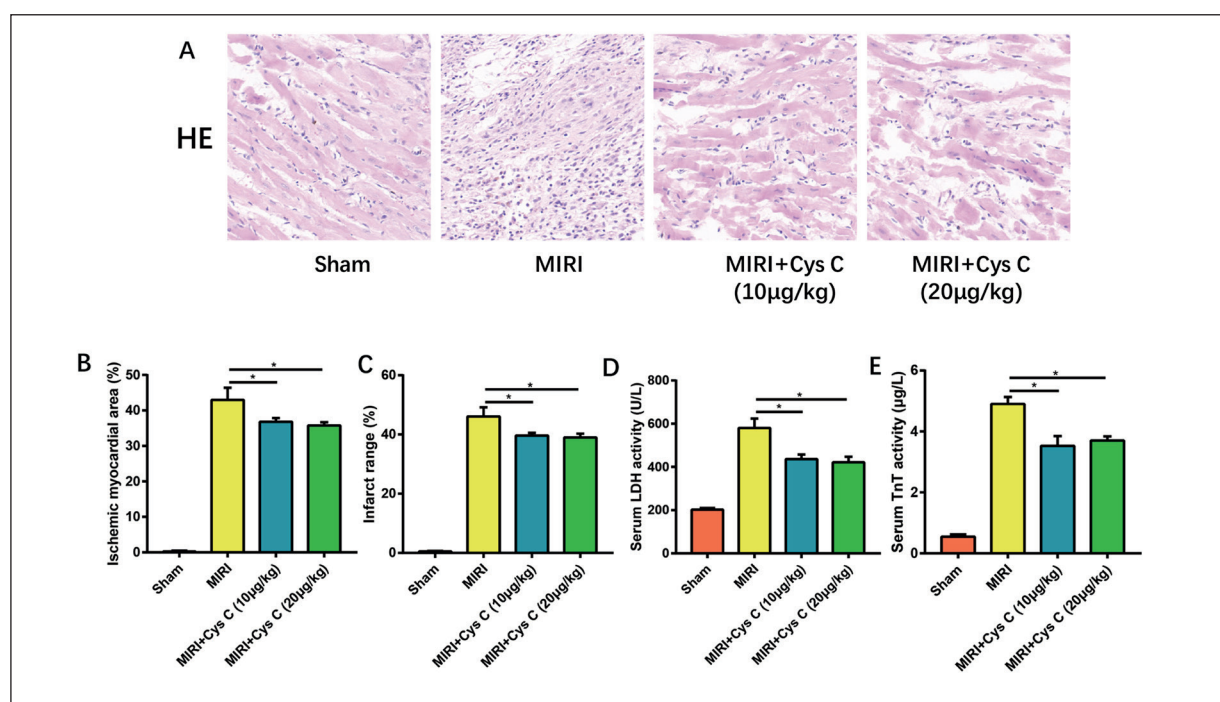 A
HE
Sham
MIRI
MIRI+Cys C
(10μg/kg)
MIRI+Cys C
(20μg/kg)
B
Ischemic myocardial area (%)
50
40
30
20
10
0
*
*
Sham
MIRI
MIRI+Cys C (10μg/kg)
MIRI+Cys C (20μg/kg)
C
Infarct range (%)
60
40
20
0
*
*
Sham
MIRI
MIRI+Cys C (10μg/kg)
MIRI+Cys C (20μg/kg)
D
Serum LDH activity (U/L)
800
600
400
200
0
*
*
Sham
MIRI
MIRI+Cys C (10μg/kg)
MIRI+Cys C (20μg/kg)
E
Serum TnT activity (μg/L)
6
4
2
0
*
*
Sham
MIRI
MIRI+Cys C (10μg/kg)
MIRI+Cys C (20μg/kg)